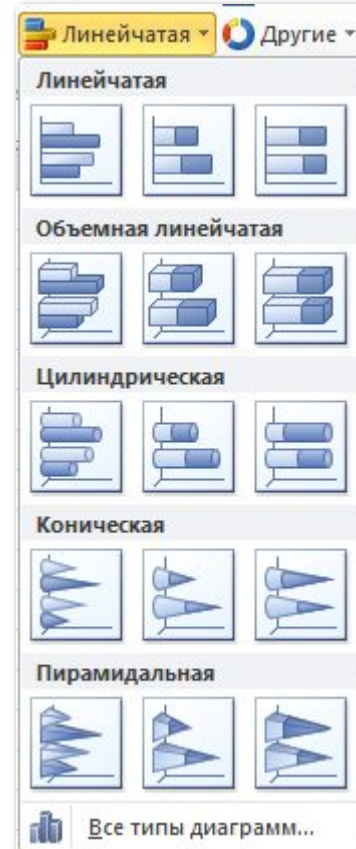 Линейчатая Другие
Линейчатая
Объемная линейчатая
Цилиндрическая
Коническая
Пирамидальная
Все типы диаграмм...